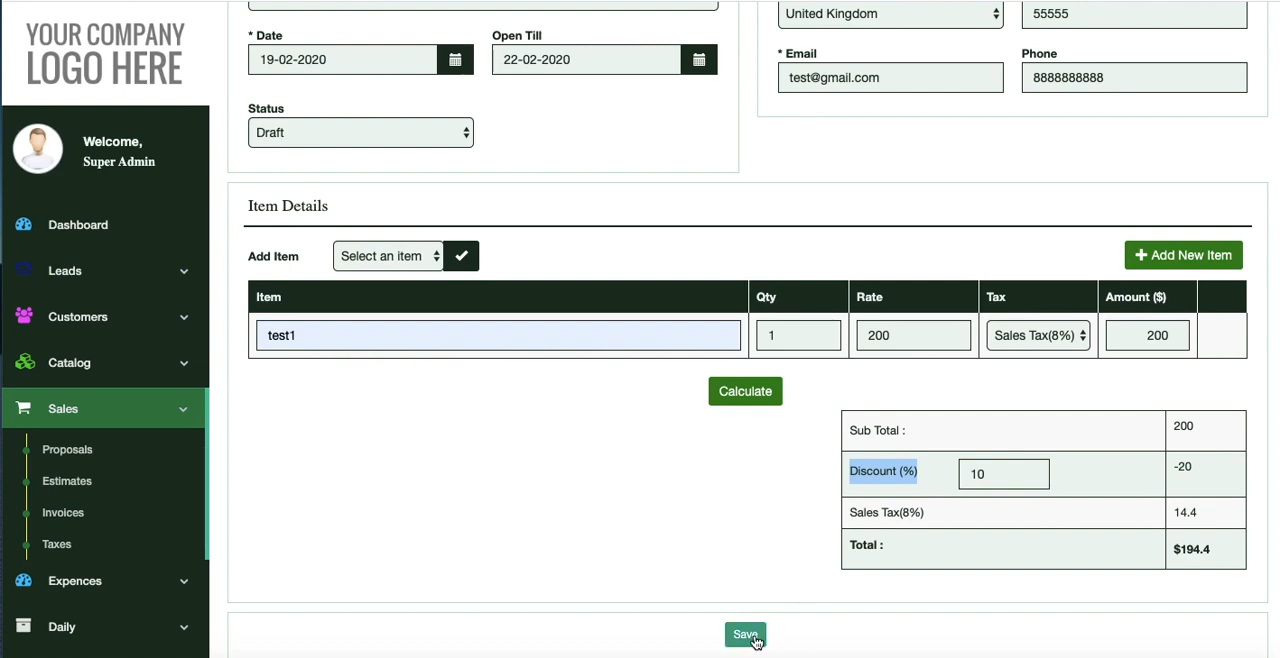 YOUR COMPANY
LOGO HERE
Welcome,
Super Admin
Dashboard
Leads
Customers
Catalog
Sales
Proposals
Estimates
Invoices
Taxes
Expences
Daily
* Date
Open Till
19-02-2020
22-02-2020
Status
Draft
United Kingdom
55555
* Email
Phone
test@gmail.com
8888888888
Item Details
Add Item
Select an item
Add New Item
Item Qty Rate Tax Amount ($)
test1 1 200 Sales Tax(8%) 200
Calculate
Sub Total : 200
Discount (%) 10 -20
Sales Tax(8%) 14.4
Total : $194.4
Save